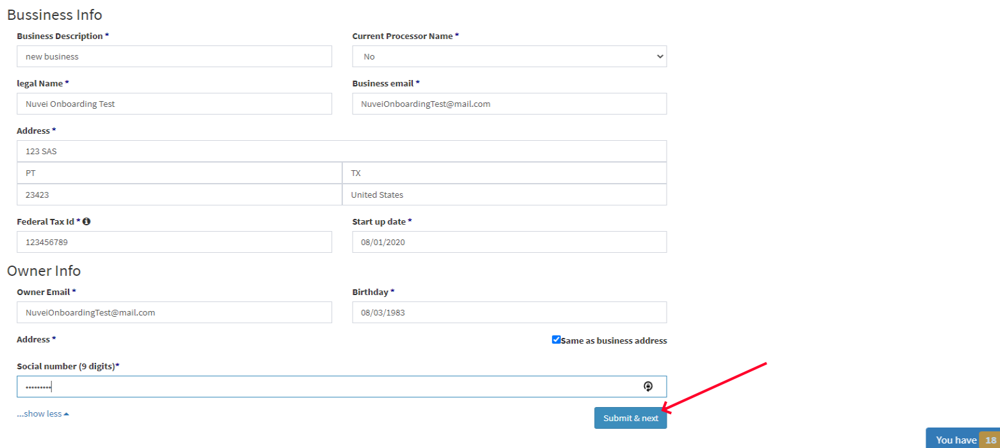 Bussiness Info
Business Description * Current Processor Name *
new business No
legal Name * Business email *
Nuvei Onboarding Test NuveiOnboardingTest@mail.com
Address *
123 SAS
PT TX
23423 United States
Federal Tax Id * Start up date *
123456789 08/01/2020
Owner Info
Owner Email * Birthday *
NuveiOnboardingTest@mail.com 08/03/1983
Address * Same as business address
Social number (9 digits)*
•••••••••
...show less Submit & next
You have 18